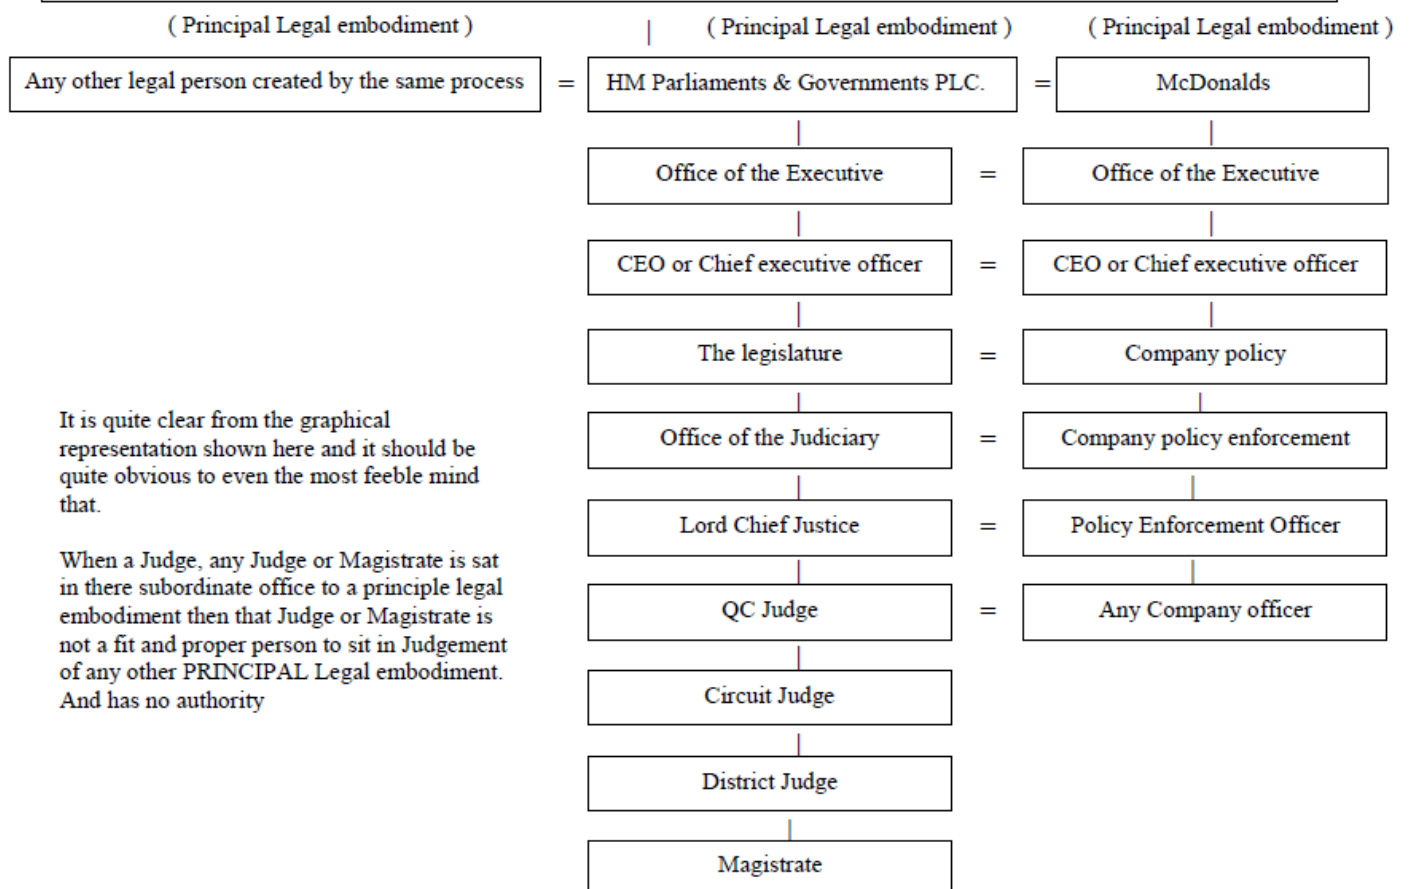 ( Principal Legal embodiment ) ( Principal Legal embodiment ) ( Principal Legal embodiment )
Any other legal person created by the same process = HM Parliaments & Governments PLC. = McDonalds
Office of the Executive = Office of the Executive
CEO or Chief executive officer = CEO or Chief executive officer
The legislature = Company policy
Office of the Judiciary = Company policy enforcement
Lord Chief Justice = Policy Enforcement Officer
QC Judge = Any Company officer
Circuit Judge
District Judge
Magistrate
It is quite clear from the graphical
representation shown here and it should be
quite obvious to even the most feeble mind
that.
When a Judge, any Judge or Magistrate is sat
in there subordinate office to a principle legal
embodiment then that Judge or Magistrate is
not a fit and proper person to sit in Judgement
of any other PRINCIPAL Legal embodiment.
And has no authority